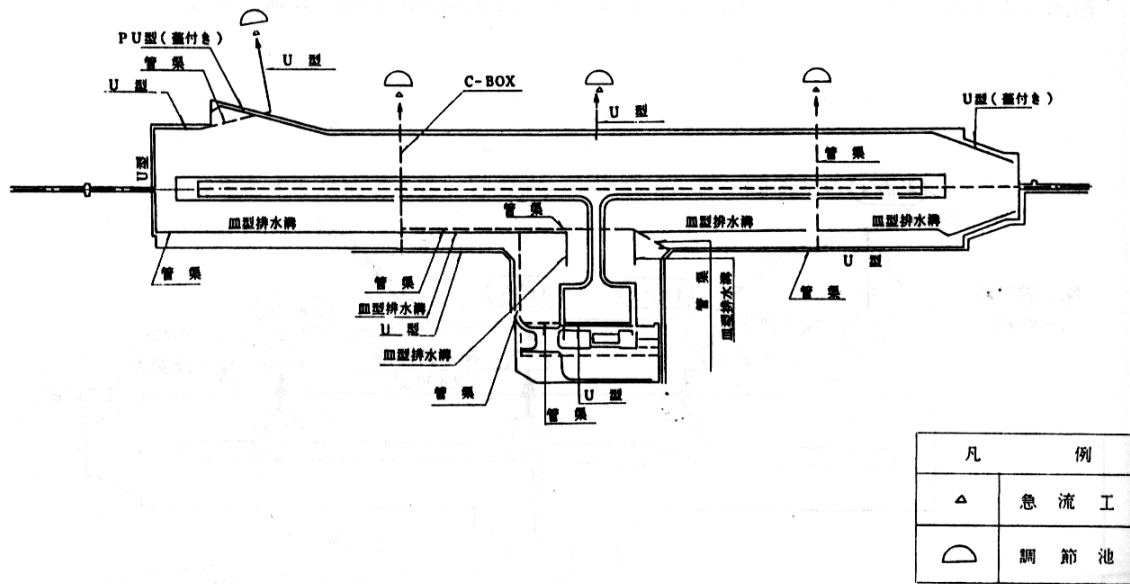 PU型(蓋付き)
管渠
U型
U型
C-BOX
U型
U型(蓋付き)
U型
管渠
皿型排水溝
管渠
皿型排水溝
皿型排水溝
管渠
管渠
皿型排水溝
U型
皿型排水溝
管渠
管渠
U型
管渠
皿型排水溝
U型
管渠
凡例
急流工
調節池